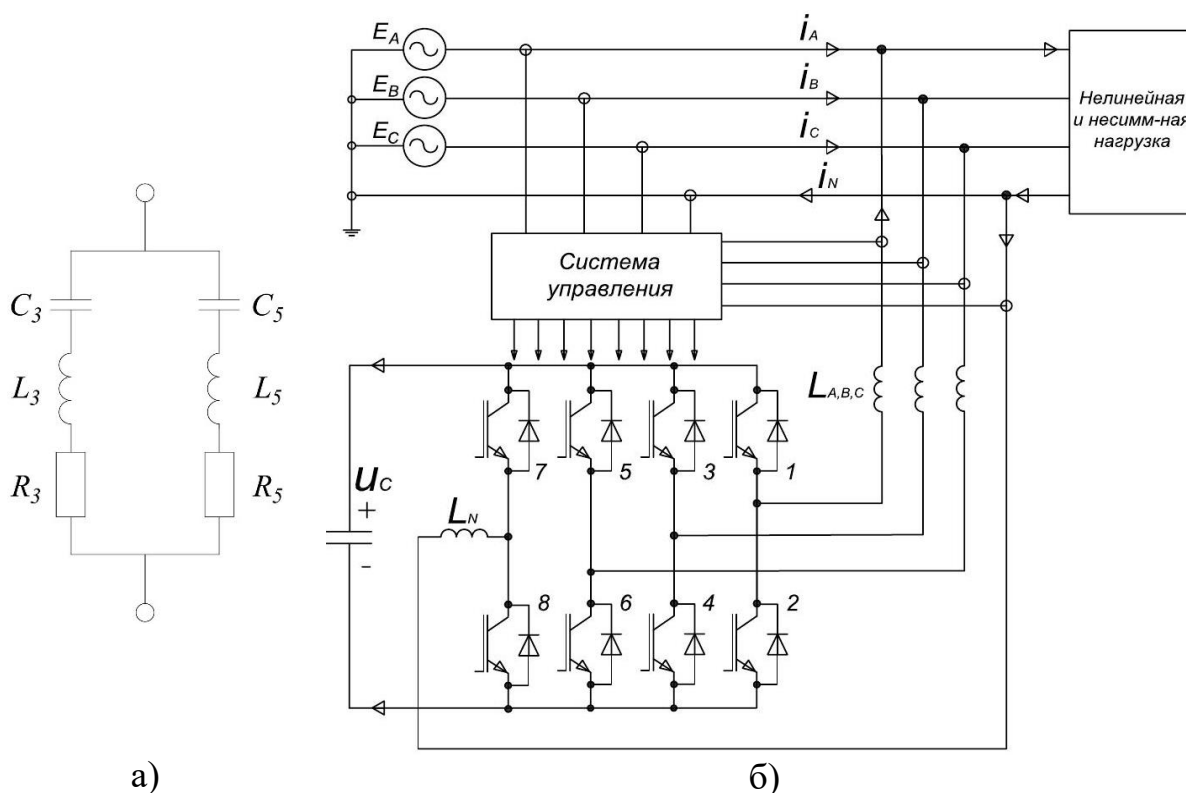 E_A
i_A
E_B
i_B
E_C
i_C
i_N
Нелинейная
и несимм-ная
нагрузка
Система
управления
C_3
C_5
L_3
L_5
R_3
R_5
L_A,B,C
7
5
3
1
u_C
+
-
L_N
8
6
4
2
а)
б)